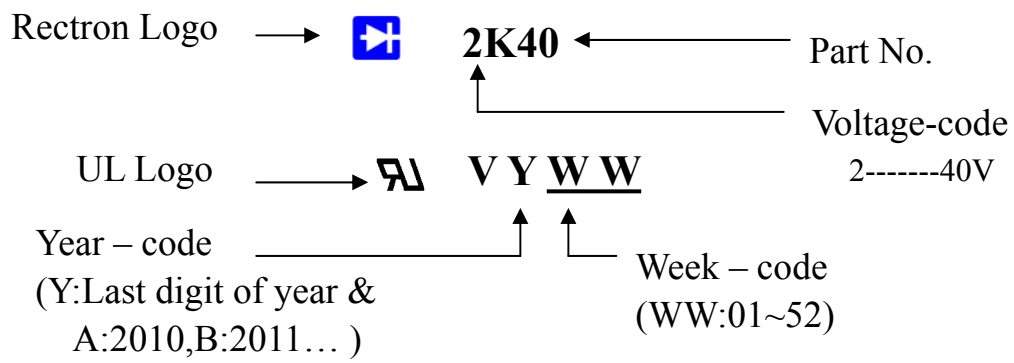 Rectron Logo
2K40
Part No.
Voltage-code
2-------40V
UL Logo
V Y W W
Year – code
(Y:Last digit of year &
A:2010,B:2011… )
Week – code
(WW:01~52)